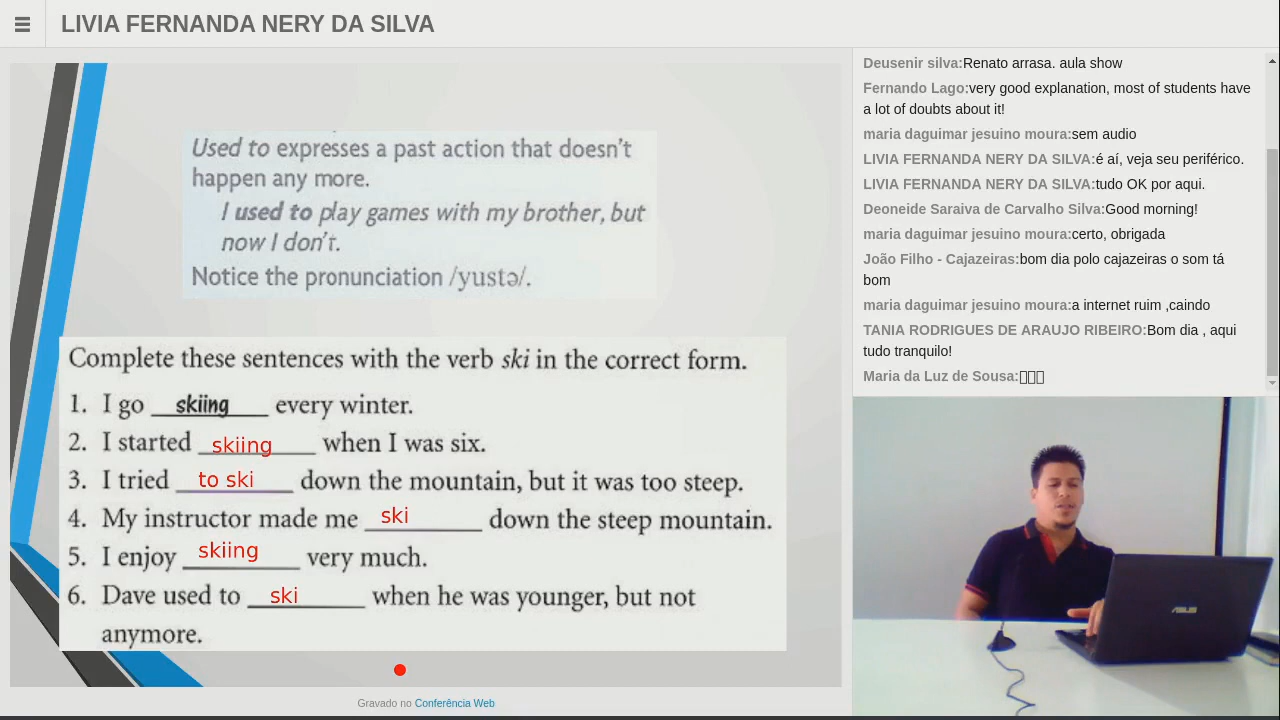 LIVIA FERNANDA NERY DA SILVA
Used to expresses a past action that doesn't
happen any more.
I used to play games with my brother, but
now I don't.
Notice the pronunciation /yustə/.
Complete these sentences with the verb ski in the correct form.
1. I go skiing every winter.
2. I started skiing when I was six.
3. I tried to ski down the mountain, but it was too steep.
4. My instructor made me ski down the steep mountain.
5. I enjoy skiing very much.
6. Dave used to ski when he was younger, but not
anymore.
Gravado no Conferência Web
Deusenir silva:Renato arrasa. aula show
Fernando Lago:very good explanation, most of students have
a lot of doubts about it!
maria daguimar jesuino moura:sem audio
LIVIA FERNANDA NERY DA SILVA:é aí, veja seu periférico.
LIVIA FERNANDA NERY DA SILVA:tudo OK por aqui.
Deoneide Saraiva de Carvalho Silva:Good morning!
maria daguimar jesuino moura:certo, obrigada
João Filho - Cajazeiras:bom dia polo cajazeiras o som tá
bom
maria daguimar jesuino moura:a internet ruim ,caindo
TANIA RODRIGUES DE ARAUJO RIBEIRO:Bom dia , aqui
tudo tranquilo!
Maria da Luz de Sousa:
ASUS